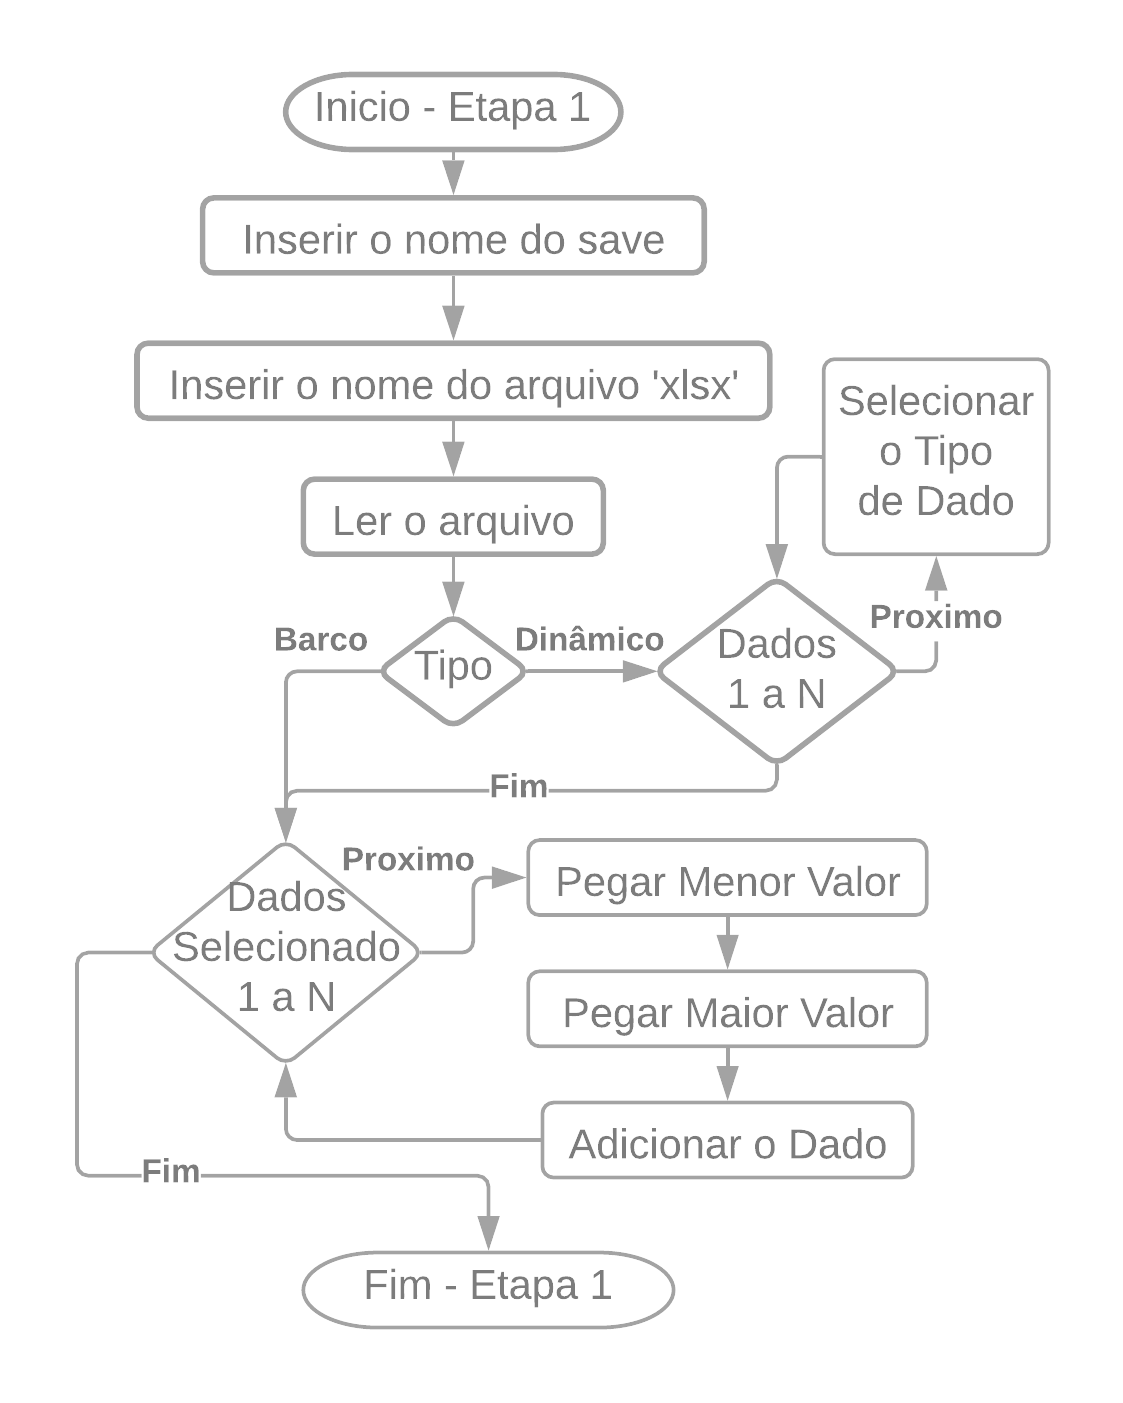 Inicio - Etapa 1
Inserir o nome do save
Inserir o nome do arquivo 'xlsx'
Ler o arquivo
Tipo
Barco
Dinâmico
Dados
1 a N
Proximo
Selecionar
o Tipo
de Dado
Fim
Dados
Selecionado
1 a N
Proximo
Pegar Menor Valor
Pegar Maior Valor
Adicionar o Dado
Fim
Fim - Etapa 1